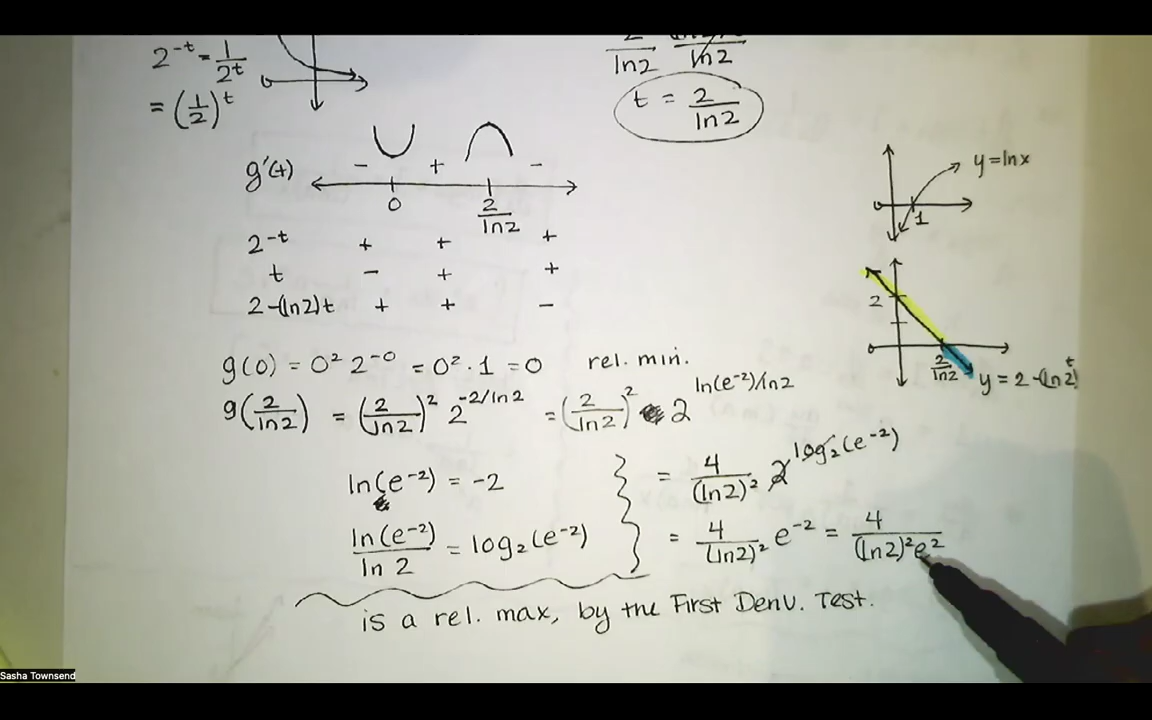 2^{-t} = 1/2^t
= (1/2)^t
ln2 ln2
t = 2/ln2
g'(t) - + -
0 2/ln2
2^{-t} + + +
t - + +
2-(ln2)t + + -
y=lnx
1
2
2/ln2
y = 2-(ln2)t
g(0) = 0² 2^{-0} = 0² · 1 = 0 rel. min.
g(2/ln2) = (2/ln2)² 2^{-2/ln2} = (2/ln2)² 2^{ln(e^{-2})/ln2}
ln(e^{-2}) = -2
= 4/(ln2)² 2^{log₂(e^{-2})}
ln(e^{-2})/ln 2 = log₂(e^{-2})
= 4/(ln2)² e^{-2} = 4/((ln2)²e²)
is a rel. max, by the First Deriv. Test.
Sasha Townsend